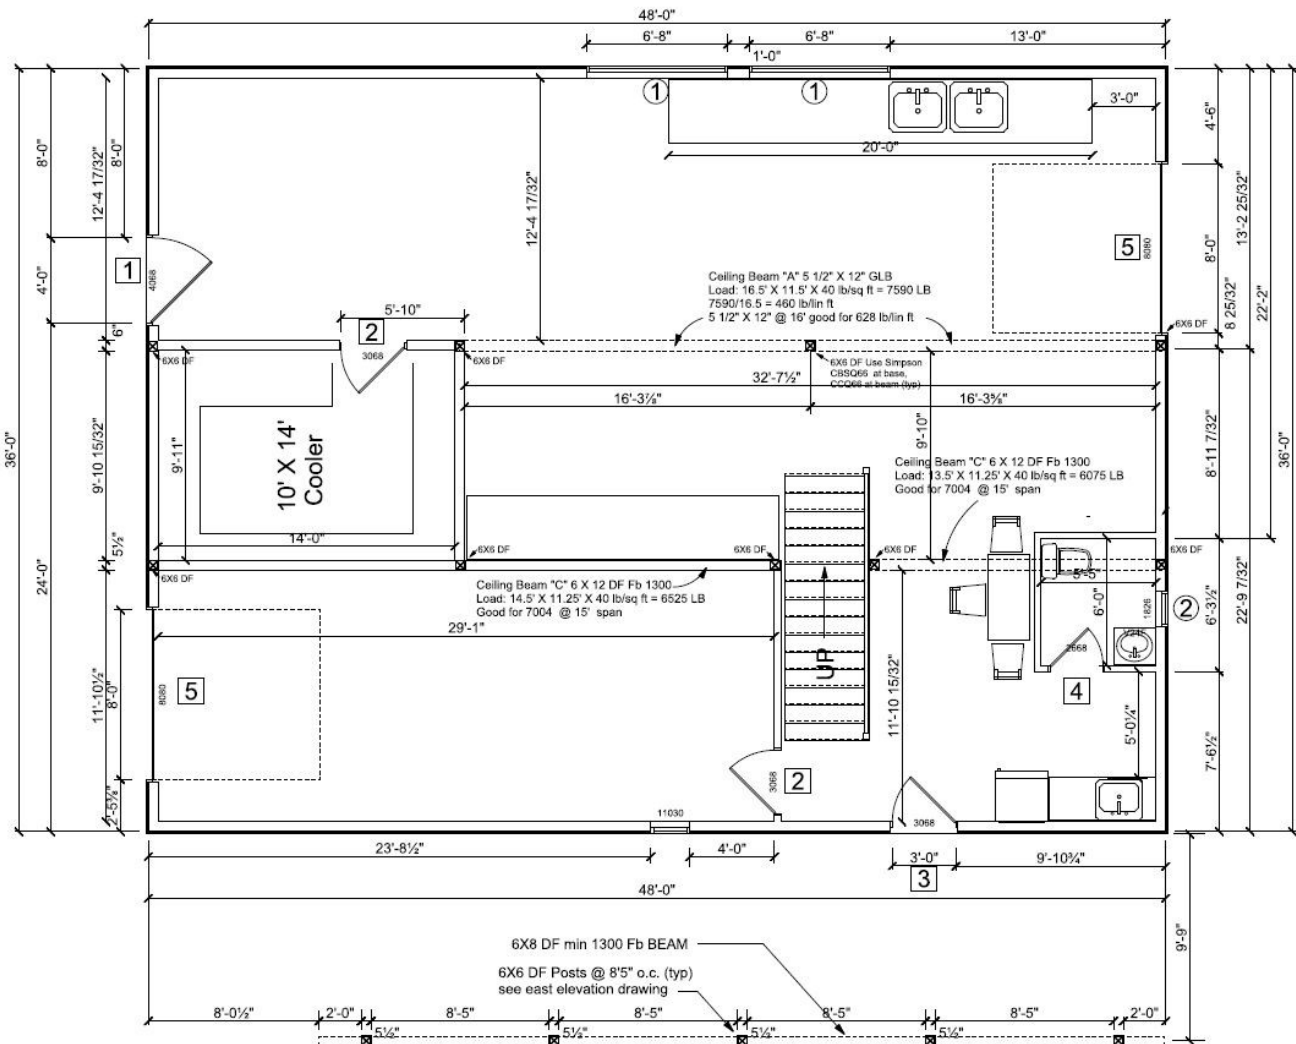 48'-0"
6'-8"
6'-8"
13'-0"
1'-0"
1
1
3'-0"
20'-0"
8'-0"
12'-4 17/32"
8'-0"
12'-4 17/32"
4'-6"
13'-2 25/32"
8'-0"
22'-2"
8 25/32"
5
8080
1
4068
4'-0"
6"
5'-10"
2
3068
Ceiling Beam "A" 5 1/2" X 12" GLB
Load: 16.5' X 11.5' X 40 lb/sq ft = 7590 LB
7590/16.5 = 460 lb/lin ft
5 1/2" X 12" @ 16' good for 628 lb/lin ft
6X6 DF
6X6 DF
6X6 DF
6X6 DF Use Simpson
CBSQ66 at base,
CCQ66 at beam (typ)
32'-7½"
16'-3⅞"
16'-3⅝"
36'-0"
9'-10 15/32"
9'-11"
10' X 14'
Cooler
9'-10"
8'-11 7/32"
36'-0"
Ceiling Beam "C" 6 X 12 DF Fb 1300
Load: 13.5' X 11.25' X 40 lb/sq ft = 6075 LB
Good for 7004 @ 15' span
14'-0"
5½"
6X6 DF
6X6 DF
6X6 DF
6X6 DF
6X6 DF
24'-0"
Ceiling Beam "C" 6 X 12 DF Fb 1300
Load: 14.5' X 11.25' X 40 lb/sq ft = 6525 LB
Good for 7004 @ 15' span
5'-5"
6'-0"
1826
2
6'-3½"
22'-9 7/32"
29'-1"
UP
2668
4
11'-10½"
8'-0"
8080
5
11'-10 15/32"
5'-0¼"
7'-6½"
2'-5¾"
3068
2
11030
3068
23'-8½"
4'-0"
3'-0"
9'-10¾"
3
48'-0"
9'-9"
6X8 DF min 1300 Fb BEAM
6X6 DF Posts @ 8'5" o.c. (typ)
see east elevation drawing
8'-0½"
2'-0"
8'-5"
8'-5"
8'-5"
8'-5"
2'-0"
5½"
5½"
5½"
5½"